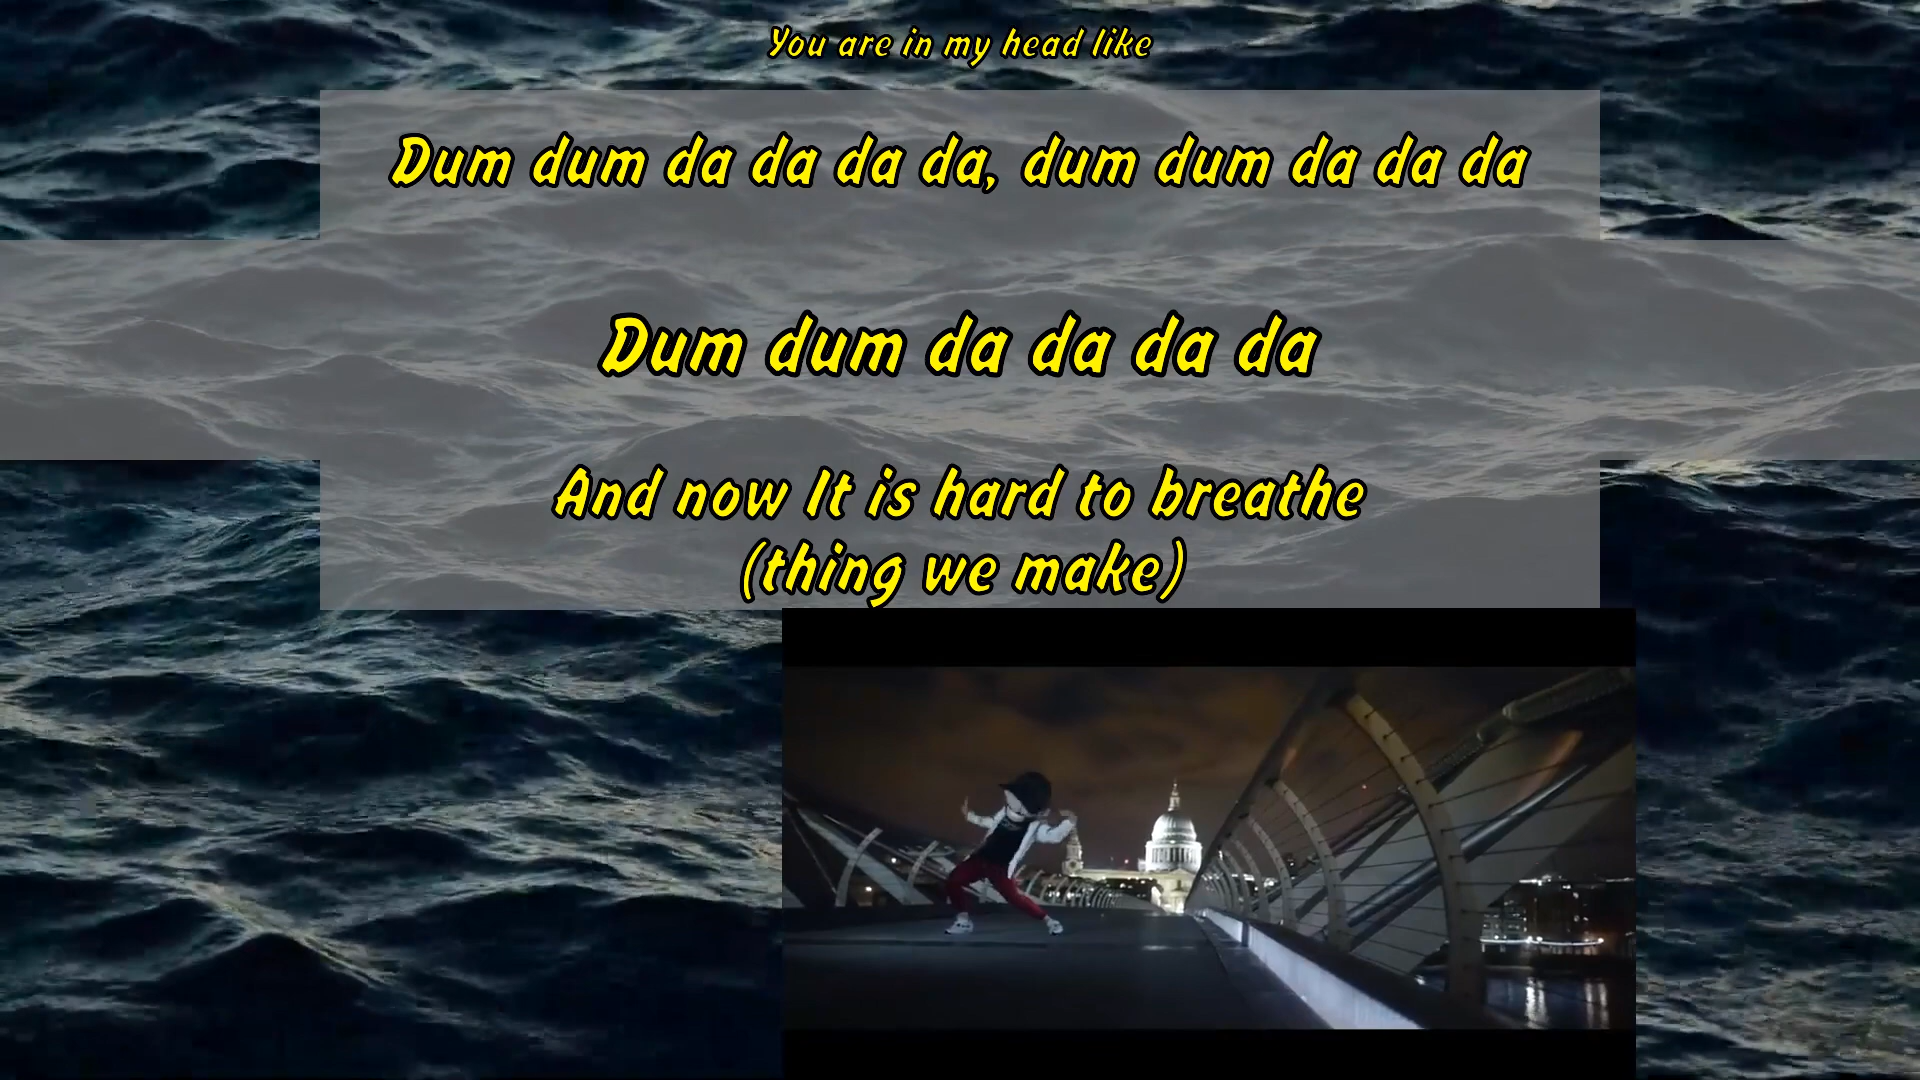 You are in my head like
Dum dum da da da da, dum dum da da da
Dum dum da da da da
And now It is hard to breathe
(thing we make)